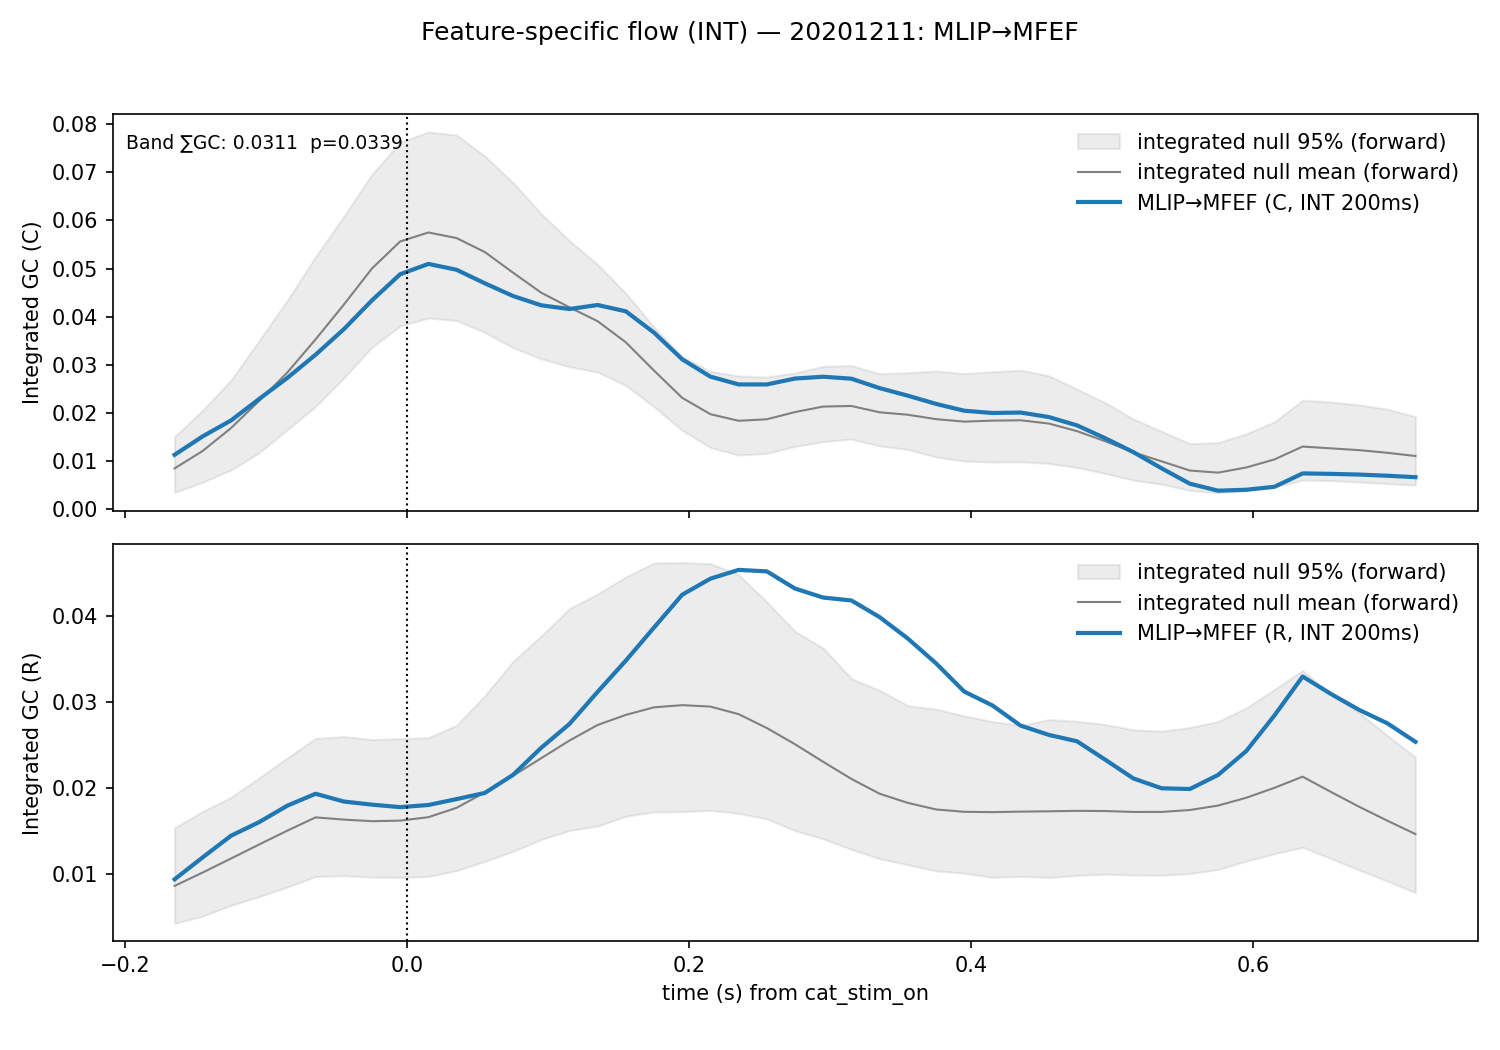 Feature-specific flow (INT) — 20201211: MLIP→MFEF
Band ∑GC: 0.0311 p=0.0339
integrated null 95% (forward)
integrated null mean (forward)
MLIP→MFEF (C, INT 200ms)
Integrated GC (C)
0.08
0.07
0.06
0.05
0.04
0.03
0.02
0.01
0.00
integrated null 95% (forward)
integrated null mean (forward)
MLIP→MFEF (R, INT 200ms)
Integrated GC (R)
0.04
0.03
0.02
0.01
−0.2 0.0 0.2 0.4 0.6
time (s) from cat_stim_on